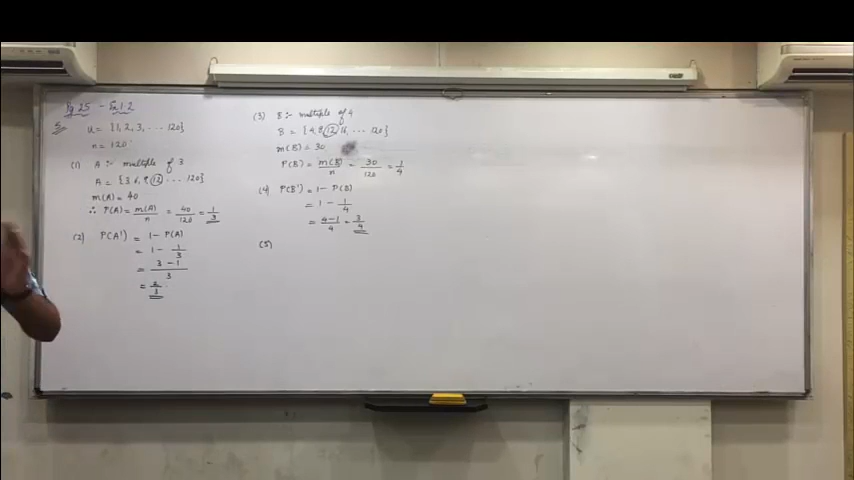 Pg 25 - Ex 1.2
5. U = {1, 2, 3, ... 120}
n = 120
(1) A :- multiple of 3
A = {3, 6, 9, 12, ... 120}
m(A) = 40
∴ P(A) = m(A)/n = 40/120 = 1/3
(2) P(A') = 1 - P(A)
= 1 - 1/3
= 3 - 1/3
= 2/3
(3) B :- multiple of 4
B = {4, 8, 12, 16, ... 120}
m(B) = 30
P(B) = m(B)/n = 30/120 = 1/4
(4) P(B') = 1 - P(B)
= 1 - 1/4
= 4-1/4 = 3/4
(5)